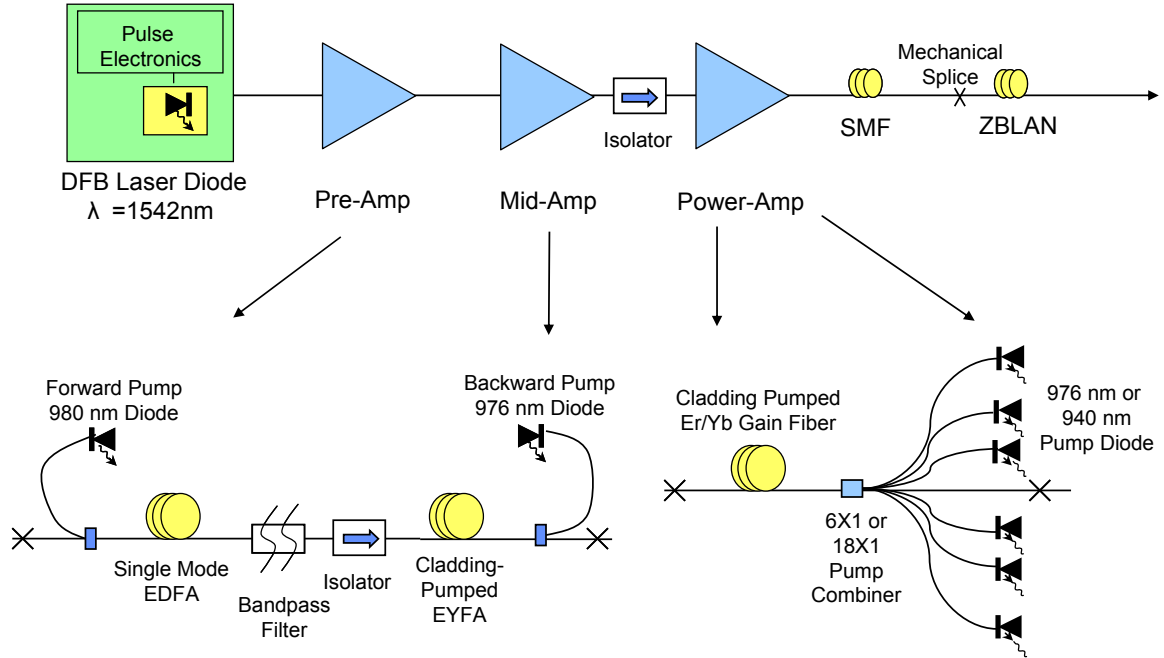 Pulse
Electronics
DFB Laser Diode
λ =1542nm
Pre-Amp
Mid-Amp
Isolator
Power-Amp
SMF
Mechanical
Splice
ZBLAN
Forward Pump
980 nm Diode
Single Mode
EDFA
Bandpass
Filter
Isolator
Cladding-
Pumped
EYFA
Backward Pump
976 nm Diode
Cladding Pumped
Er/Yb Gain Fiber
6X1 or
18X1
Pump
Combiner
976 nm or
940 nm
Pump Diode